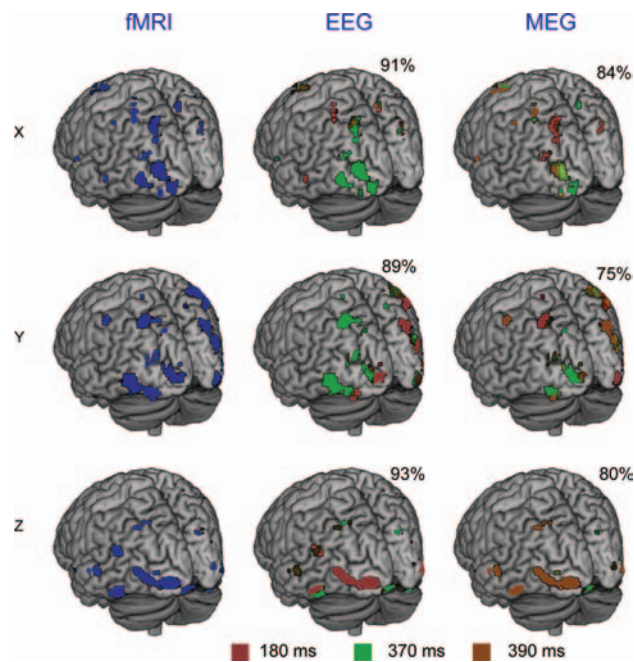 fMRI EEG MEG
91% 84%
X
89% 75%
Y
93% 80%
Z
180 ms 370 ms 390 ms